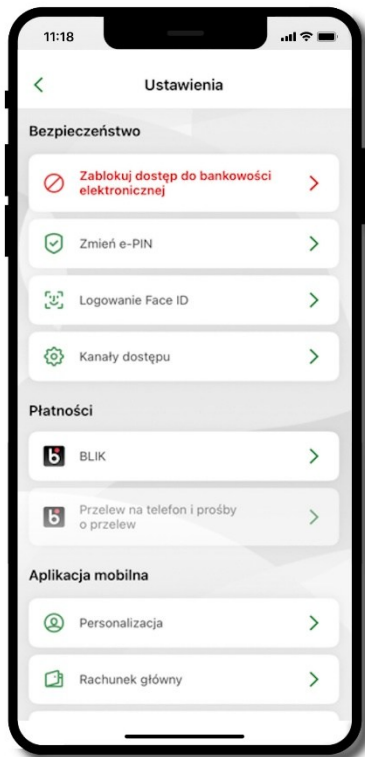 11:18
Ustawienia
Bezpieczeństwo
Zablokuj dostęp do bankowości
elektronicznej
Zmień e-PIN
Logowanie Face ID
Kanały dostępu
Płatności
BLIK
Przelew na telefon i prośby
o przelew
Aplikacja mobilna
Personalizacja
Rachunek główny